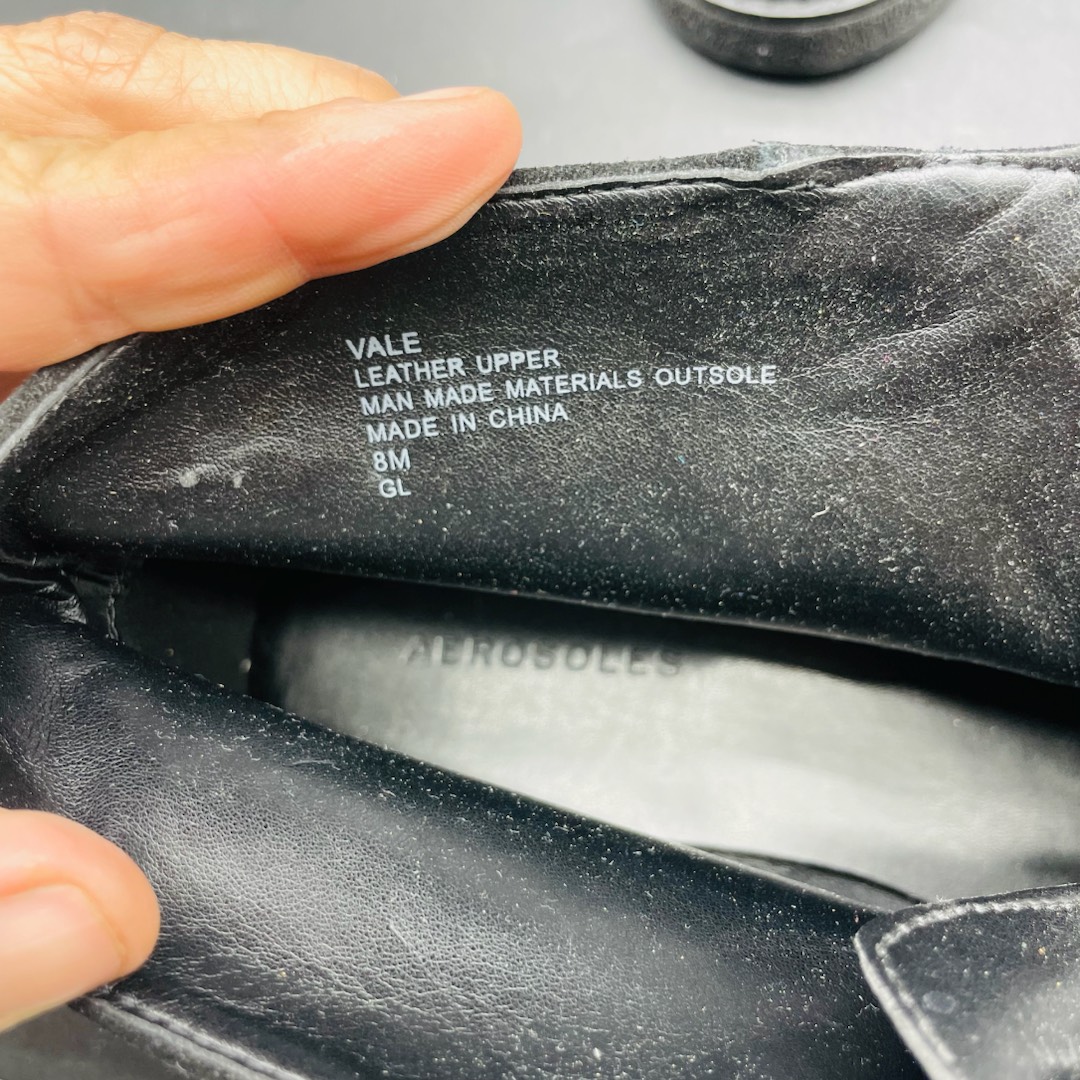 VALE
LEATHER UPPER
MAN MADE MATERIALS OUTSOLE
MADE IN CHINA
8M
GL
AEROSOLES